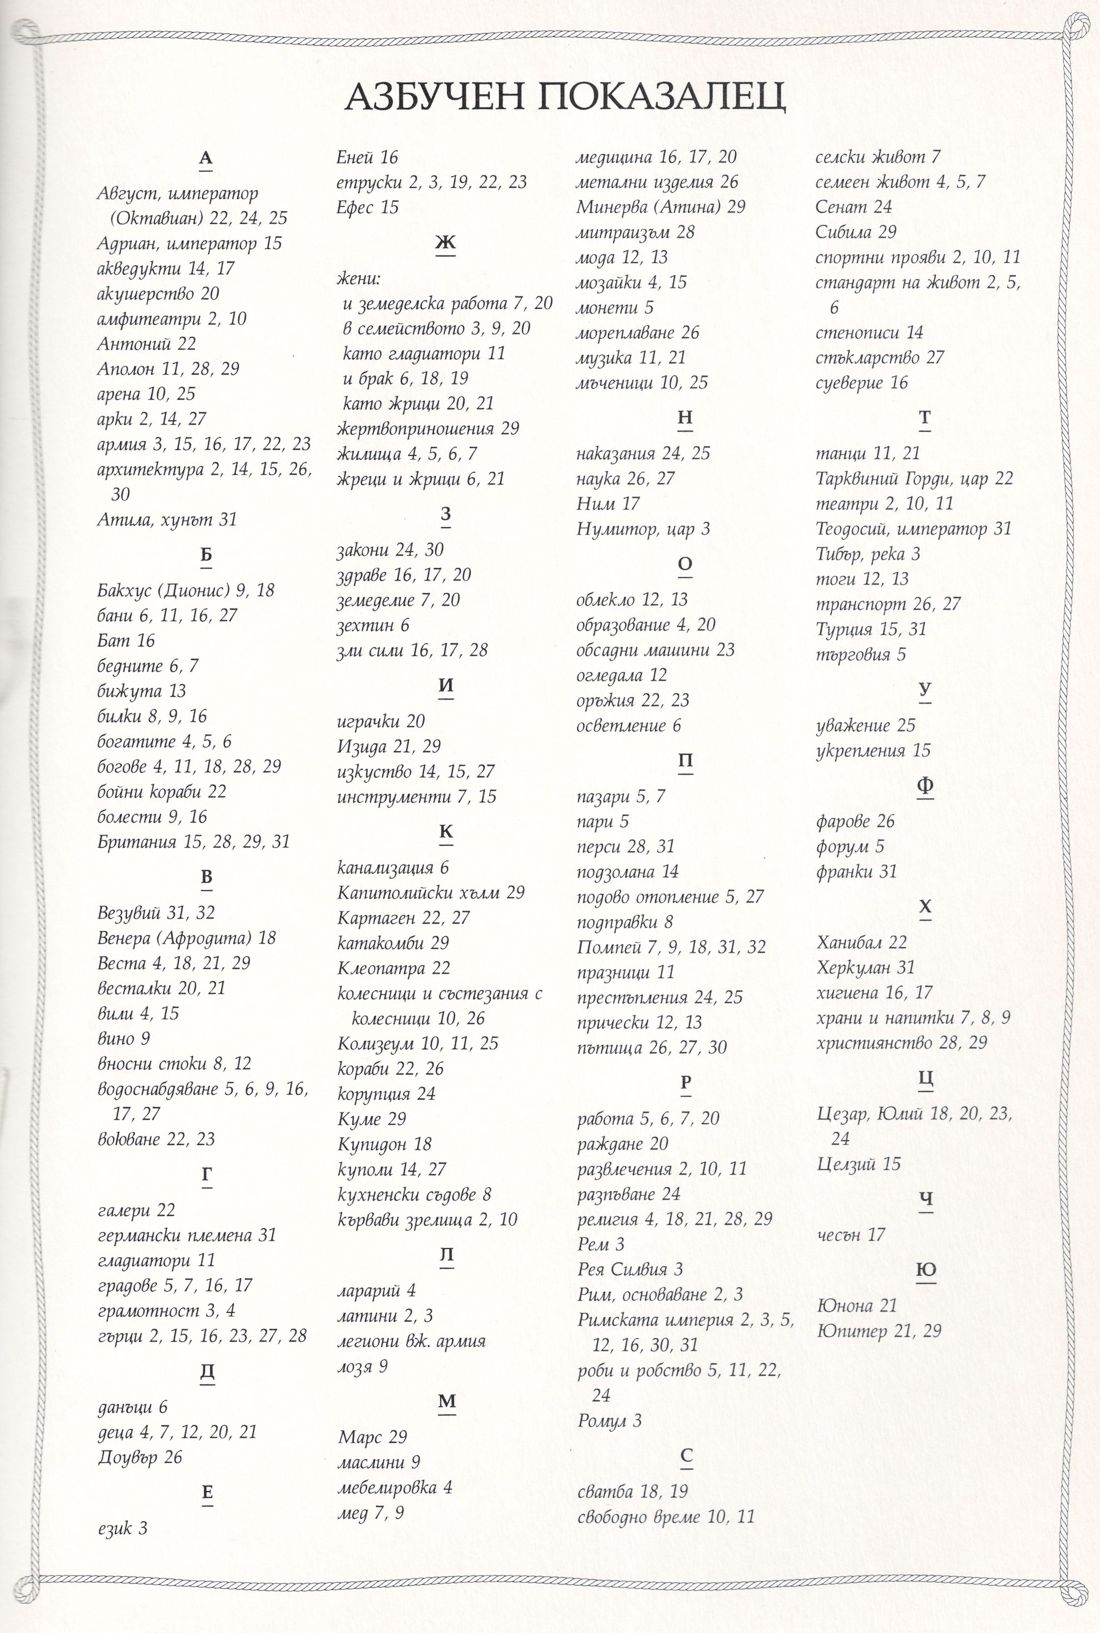 АЗБУЧЕН ПОКАЗАЛЕЦ
А
Август, император
(Октавиан) 22, 24, 25
Адриан, император 15
акведукти 14, 17
акушерство 20
амфитеатри 2, 10
Антоний 22
Аполон 11, 28, 29
арена 10, 25
арки 2, 14, 27
армия 3, 15, 16, 17, 22, 23
архитектура 2, 14, 15, 26,
30
Атила, хунът 31
Б
Бакхус (Дионис) 9, 18
бани 6, 11, 16, 27
Бат 16
бедните 6, 7
бижута 13
билки 8, 9, 16
богатите 4, 5, 6
богове 4, 11, 18, 28, 29
бойни кораби 22
болести 9, 16
Британия 15, 28, 29, 31
В
Везувий 31, 32
Венера (Афродита) 18
Веста 4, 18, 21, 29
весталки 20, 21
вили 4, 15
вино 9
вносни стоки 8, 12
водоснабдяване 5, 6, 9, 16,
17, 27
воюване 22, 23
Г
галери 22
германски племена 31
гладиатори 11
градове 5, 7, 16, 17
грамотност 3, 4
гърци 2, 15, 16, 23, 27, 28
Д
данъци 6
деца 4, 7, 12, 20, 21
Доувър 26
Е
език 3
Еней 16
етруски 2, 3, 19, 22, 23
Ефес 15
Ж
жени:
и земеделска работа 7, 20
в семейството 3, 9, 20
като гладиатори 11
и брак 6, 18, 19
като жрици 20, 21
жертвоприношения 29
жилища 4, 5, 6, 7
жреци и жрици 6, 21
З
закони 24, 30
здраве 16, 17, 20
земеделие 7, 20
зехтин 6
зли сили 16, 17, 28
И
играчки 20
Изида 21, 29
изкуство 14, 15, 27
инструменти 7, 15
К
канализация 6
Капитолийски хълм 29
Картаген 22, 27
катакомби 29
Клеопатра 22
колесници и състезания с
колесници 10, 26
Колизеум 10, 11, 25
кораби 22, 26
корупция 24
Куме 29
Купидон 18
куполи 14, 27
кухненски съдове 8
кървави зрелища 2, 10
Л
ларарий 4
латини 2, 3
легиони вж. армия
лозя 9
М
Марс 29
маслини 9
мебелировка 4
мед 7, 9
медицина 16, 17, 20
метални изделия 26
Минерва (Атина) 29
митраизъм 28
мода 12, 13
мозайки 4, 15
монети 5
мореплаване 26
музика 11, 21
мъченици 10, 25
Н
наказания 24, 25
наука 26, 27
Ним 17
Нумитор, цар 3
О
облекло 12, 13
образование 4, 20
обсадни машини 23
огледала 12
оръжия 22, 23
осветление 6
П
пазари 5, 7
пари 5
перси 28, 31
подзолана 14
подово отопление 5, 27
подправки 8
Помпей 7, 9, 18, 31, 32
празници 11
престъпления 24, 25
прически 12, 13
пътища 26, 27, 30
Р
работа 5, 6, 7, 20
раждане 20
развлечения 2, 10, 11
разпъване 24
религия 4, 18, 21, 28, 29
Рем 3
Рея Силвия 3
Рим, основаване 2, 3
Римската империя 2, 3, 5,
12, 16, 30, 31
роби и робство 5, 11, 22,
24
Ромул 3
С
сватба 18, 19
свободно време 10, 11
селски живот 7
семеен живот 4, 5, 7
Сенат 24
Сибила 29
спортни прояви 2, 10, 11
стандарт на живот 2, 5,
6
стенописи 14
стъкларство 27
суеверие 16
Т
танци 11, 21
Тарквиний Горди, цар 22
театри 2, 10, 11
Теодосий, император 31
Тибър, река 3
тоги 12, 13
транспорт 26, 27
Турция 15, 31
търговия 5
У
уважение 25
укрепления 15
Ф
фарове 26
форум 5
франки 31
Х
Ханибал 22
Херкулан 31
хигиена 16, 17
храни и напитки 7, 8, 9
християнство 28, 29
Ц
Цезар, Юлий 18, 20, 23,
24
Целзий 15
Ч
чесън 17
Ю
Юнона 21
Юпитер 21, 29